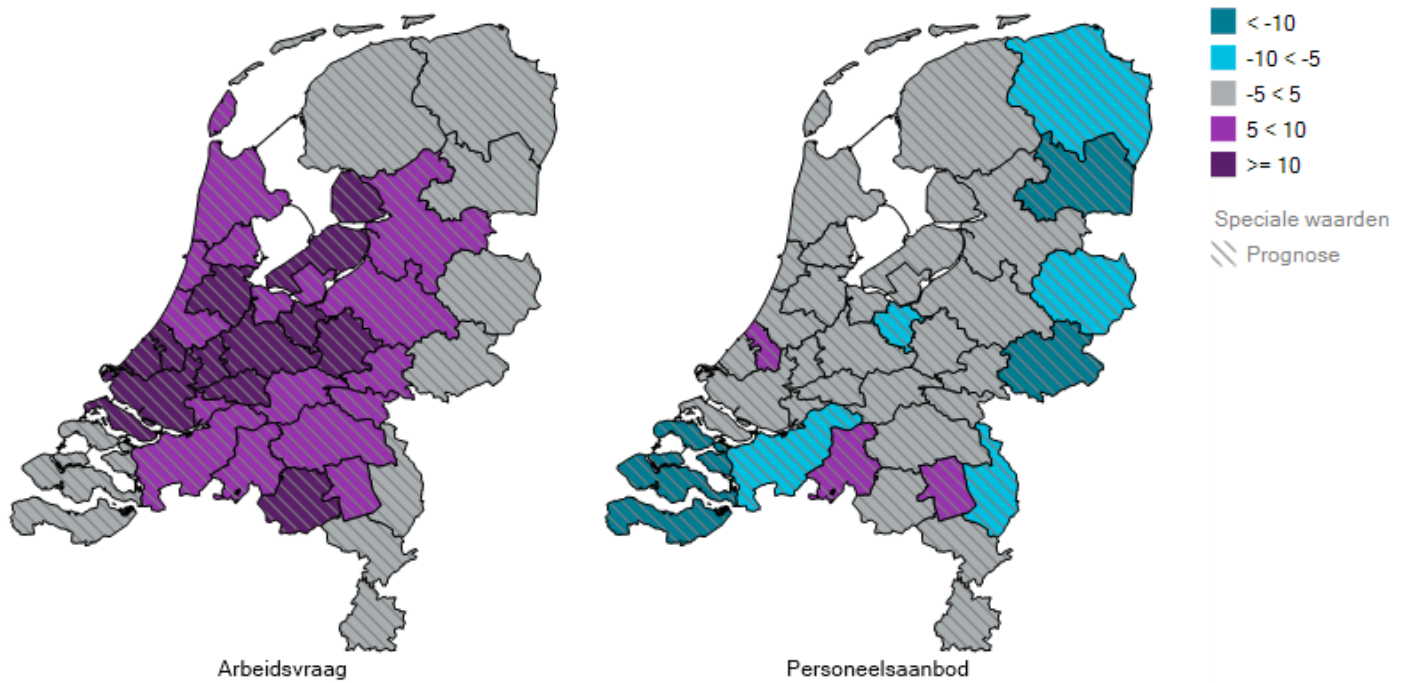 < -10
-10 < -5
-5 < 5
5 < 10
>= 10
Speciale waarden
Prognose
Arbeidsvraag
Personeelsaanbod